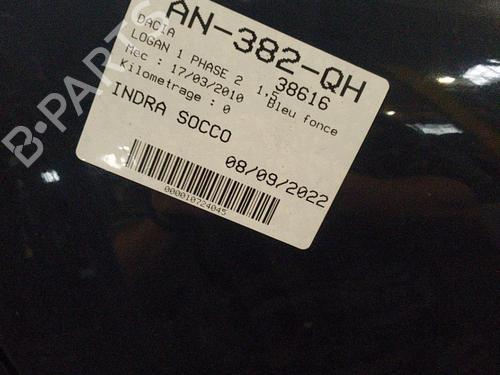 AN-382-QH
DACIA
38616
LOGAN 1 PHASE 2 1.5
Bleu fonce
Mec : 17/03/2010
Kilometrage : 0
INDRA SOCCO
08/09/2022
000010724045
B-PARTS